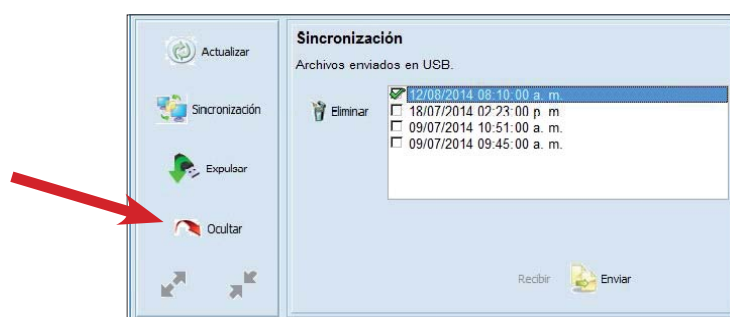 Actualizar
Sincronización
Expulsar
Ocultar
Sincronización
Archivos enviados en USB.
Eliminar
12/08/2014 08:10:00 a. m.
18/07/2014 02:23:00 p. m.
09/07/2014 10:51:00 a. m.
09/07/2014 09:45:00 a. m.
Recibir
Enviar